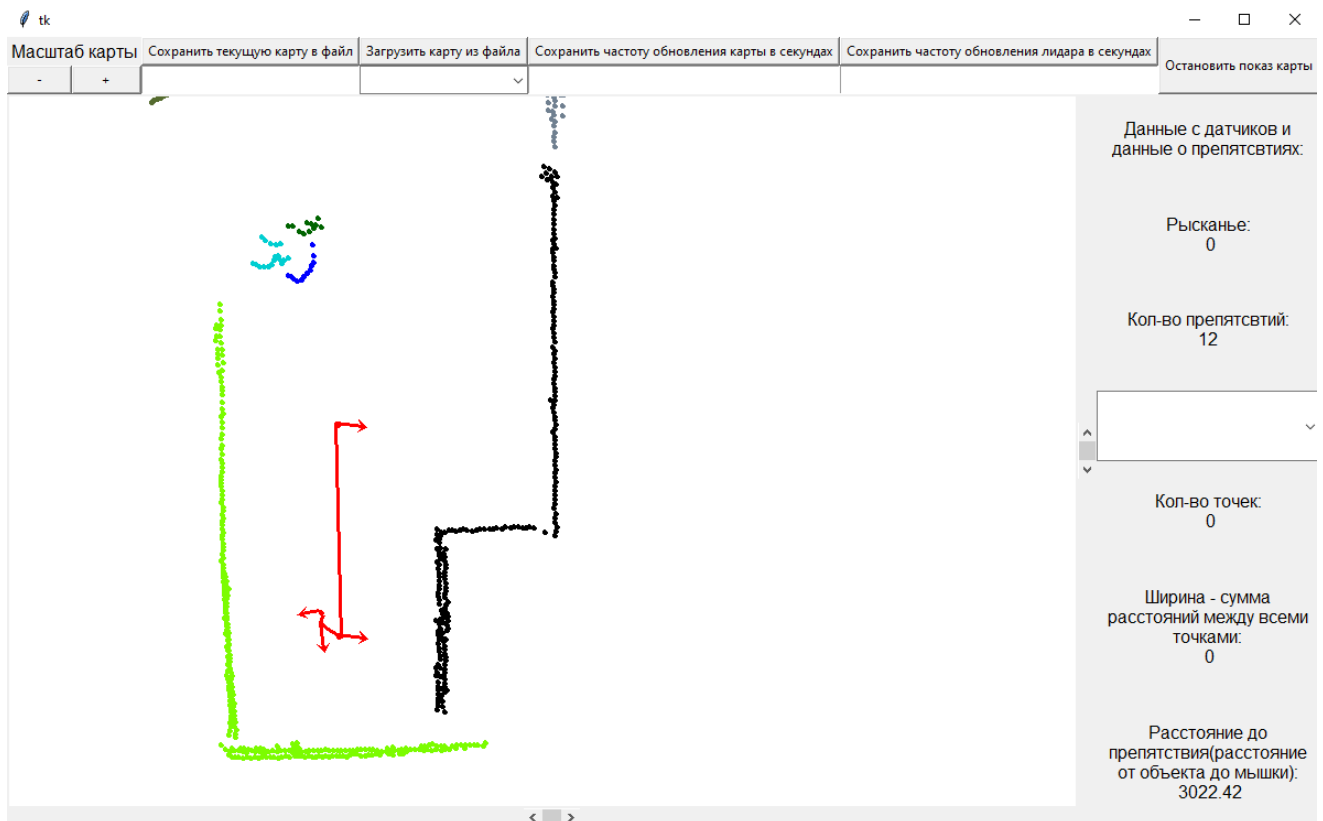 tk
Масштаб карты
Сохранить текущую карту в файл
Загрузить карту из файла
Сохранить частоту обновления карты в секундах
Сохранить частоту обновления лидара в секундах
Остановить показ карты
-
+
Данные с датчиков и
данные о препятсвтиях:
Рысканье:
0
Кол-во препятсвтий:
12
Кол-во точек:
0
Ширина - сумма
расстояний между всеми
точками:
0
Расстояние до
препятствия(расстояние
от объекта до мышки):
3022.42